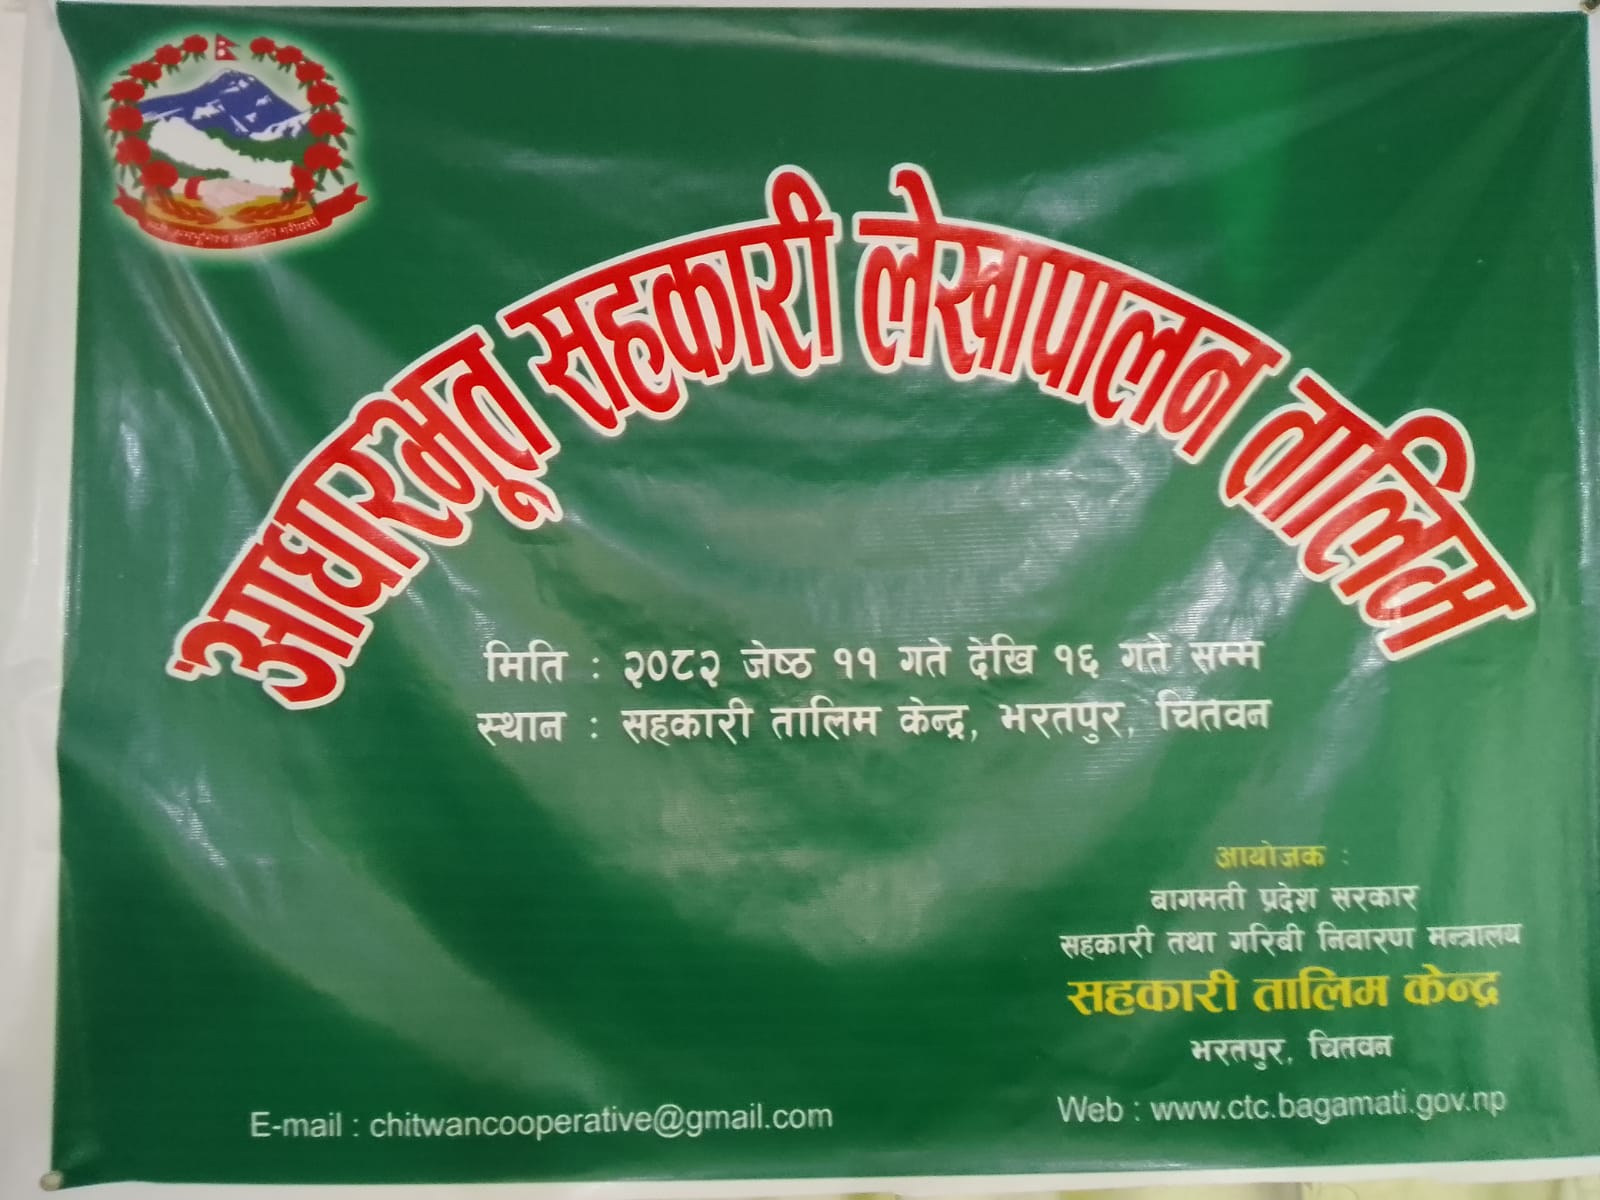 आधारभूत सहकारी लेखापालन तालिम
मिति : २०८२ जेष्ठ ११ गते देखि १६ गते सम्म
स्थान : सहकारी तालिम केन्द्र, भरतपुर, चितवन
आयोजक :
बागमती प्रदेश सरकार
सहकारी तथा गरिबी निवारण मन्त्रालय
सहकारी तालिम केन्द्र
भरतपुर, चितवन
E-mail : chitwancooperative@gmail.com
Web : www.ctc.bagamati.gov.np